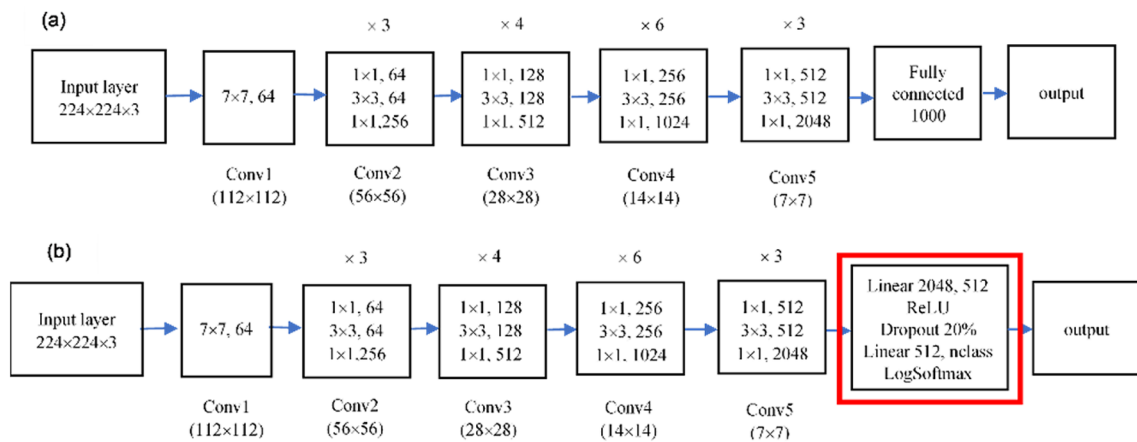 (a)
× 3
× 4
× 6
× 3
Input layer
224×224×3
7×7, 64
1×1, 64
3×3, 64
1×1,256
1×1, 128
3×3, 128
1×1, 512
1×1, 256
3×3, 256
1×1, 1024
1×1, 512
3×3, 512
1×1, 2048
Fully
connected
1000
output
Conv1
(112×112)
Conv2
(56×56)
Conv3
(28×28)
Conv4
(14×14)
Conv5
(7×7)
(b)
× 3
× 4
× 6
× 3
Input layer
224×224×3
7×7, 64
1×1, 64
3×3, 64
1×1,256
1×1, 128
3×3, 128
1×1, 512
1×1, 256
3×3, 256
1×1, 1024
1×1, 512
3×3, 512
1×1, 2048
Linear 2048, 512
ReLU
Dropout 20%
Linear 512, nclass
LogSoftmax
output
Conv1
(112×112)
Conv2
(56×56)
Conv3
(28×28)
Conv4
(14×14)
Conv5
(7×7)